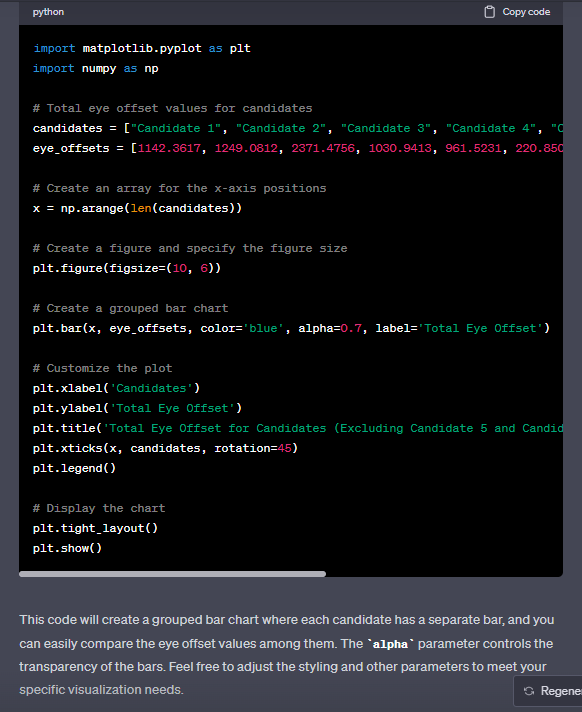 python
Copy code
import matplotlib.pyplot as plt
import numpy as np
# Total eye offset values for candidates
candidates = ["Candidate 1", "Candidate 2", "Candidate 3", "Candidate 4", "C
eye_offsets = [1142.3617, 1249.0812, 2371.4756, 1030.9413, 961.5231, 220.850
# Create an array for the x-axis positions
x = np.arange(len(candidates))
# Create a figure and specify the figure size
plt.figure(figsize=(10, 6))
# Create a grouped bar chart
plt.bar(x, eye_offsets, color='blue', alpha=0.7, label='Total Eye Offset')
# Customize the plot
plt.xlabel('Candidates')
plt.ylabel('Total Eye Offset')
plt.title('Total Eye Offset for Candidates (Excluding Candidate 5 and Candid
plt.xticks(x, candidates, rotation=45)
plt.legend()
# Display the chart
plt.tight_layout()
plt.show()
This code will create a grouped bar chart where each candidate has a separate bar, and you
can easily compare the eye offset values among them. The `alpha` parameter controls the
transparency of the bars. Feel free to adjust the styling and other parameters to meet your
specific visualization needs.
Regene